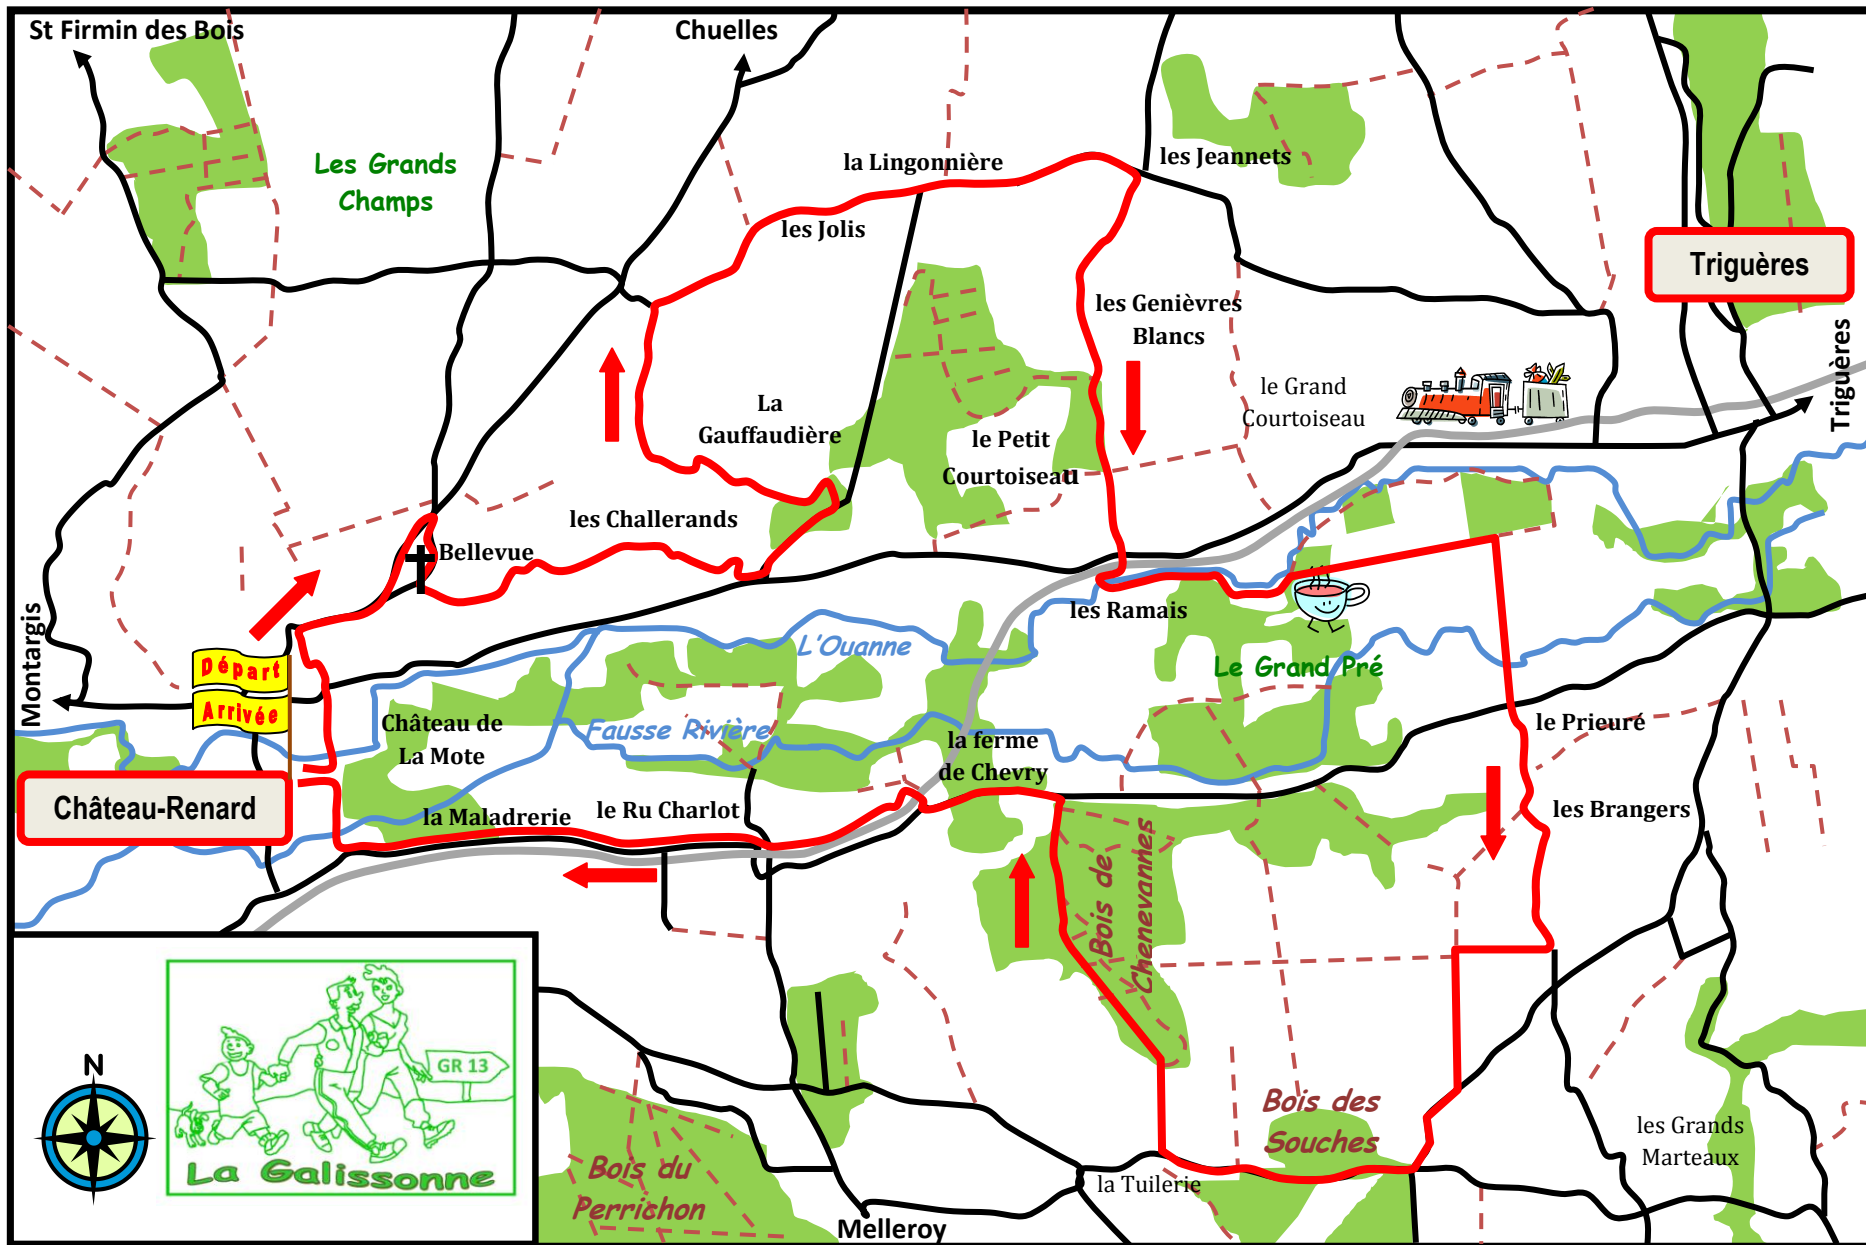 St Firmin des Bois
Chuelles
Les Grands
Champs
la Lingonnière
les Jeannets
les Jolis
Triguères
les Genièvres
Blancs
Triguères
le Grand
Courtoiseau
La
Gauffaudière
le Petit
Courtoiseau
les Challerands
Bellevue
les Ramais
Montargis
Départ
Arrivée
L'Ouanne
Le Grand Pré
Château de
La Mote
Fausse Rivière
la ferme
de Chevry
le Prieuré
Château-Renard
la Maladrerie
le Ru Charlot
les Brangers
Bois de
Chenevannes
N
GR 13
La Galissonne
Bois des
Souches
les Grands
Marteaux
Bois du
Perrichon
la Tuilerie
Melleroy